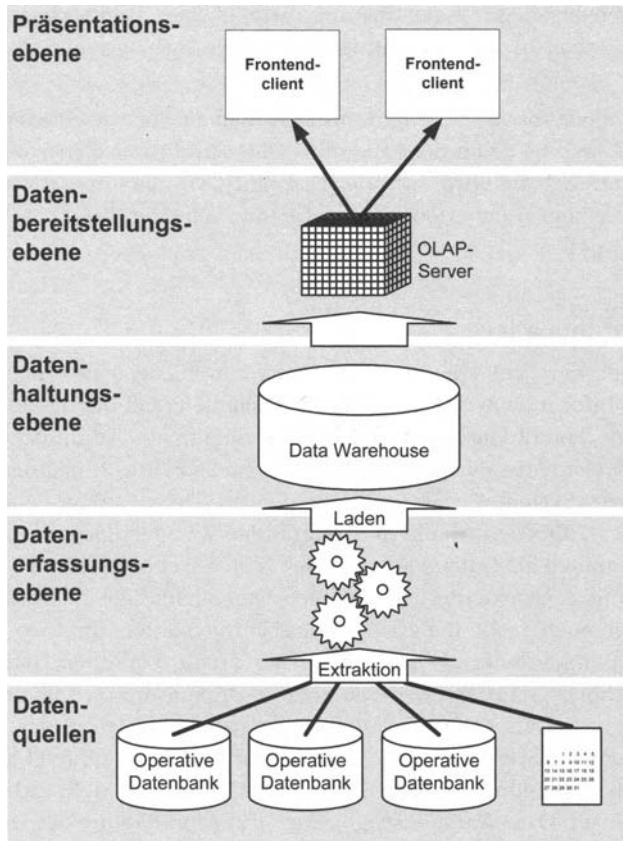 Präsentations-
ebene
Frontend-
client
Frontend-
client
Daten-
bereitstellungs-
ebene
OLAP-
Server
Daten-
haltungs-
ebene
Data Warehouse
Laden
Daten-
erfassungs-
ebene
Extraktion
Daten-
quellen
Operative
Datenbank
Operative
Datenbank
Operative
Datenbank